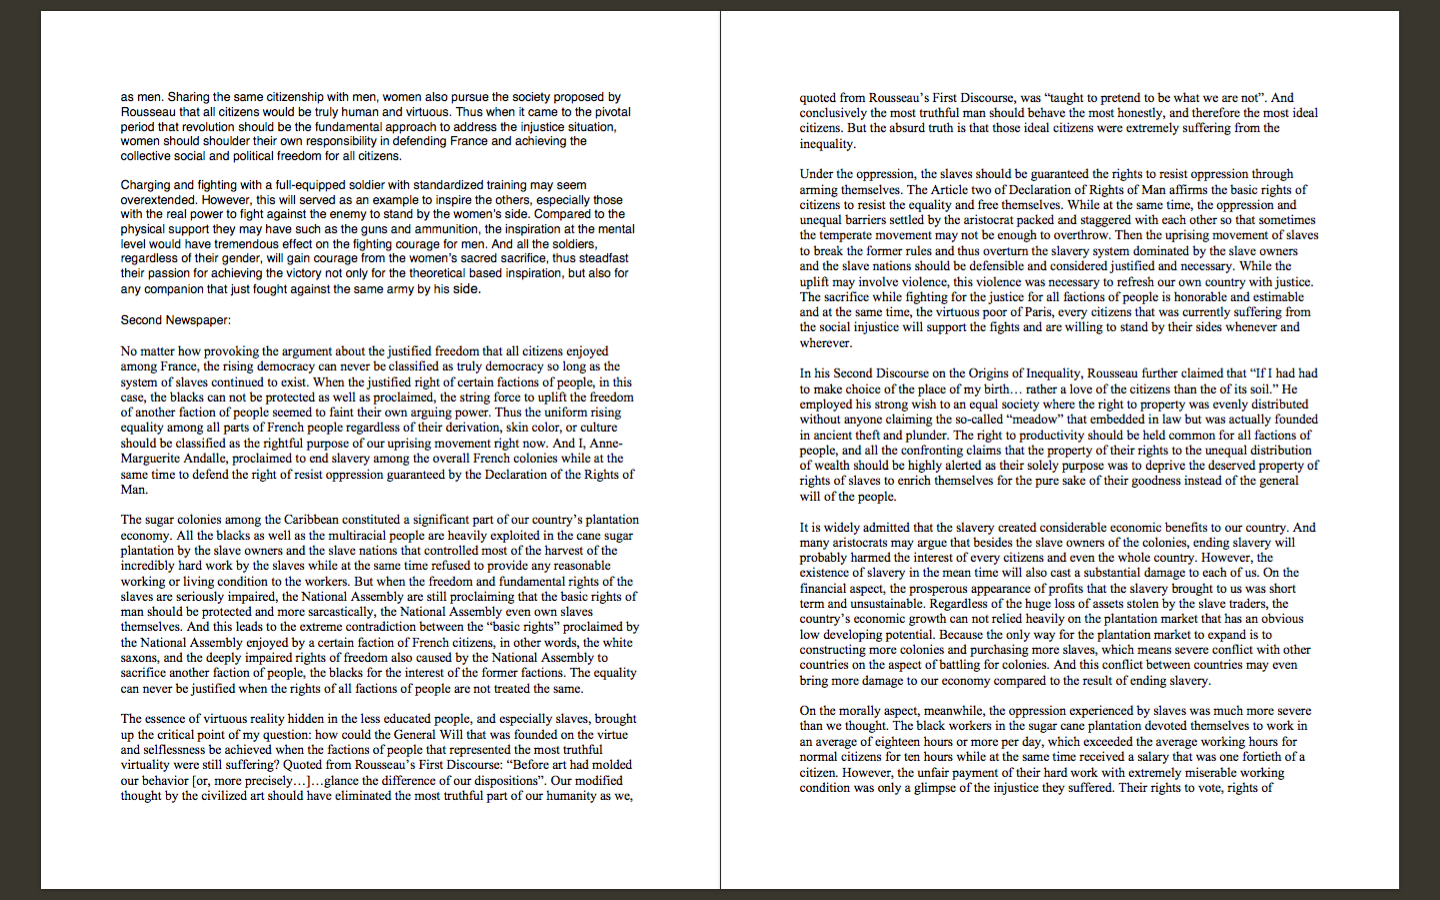 as men. Sharing the same citizenship with men, women also pursue the society proposed by
Rousseau that all citizens would be truly human and virtuous. Thus when it came to the pivotal
period that revolution should be the fundamental approach to address the injustice situation,
women should shoulder their own responsibility in defending France and achieving the
collective social and political freedom for all citizens.
Charging and fighting with a full-equipped soldier with standardized training may seem
overextended. However, this will served as an example to inspire the others, especially those
with the real power to fight against the enemy to stand by the women's side. Compared to the
physical support they may have such as the guns and ammunition, the inspiration at the mental
level would have tremendous effect on the fighting courage for men. And all the soldiers,
regardless of their gender, will gain courage from the women's sacred sacrifice, thus steadfast
their passion for achieving the victory not only for the theoretical based inspiration, but also for
any companion that just fought against the same army by his side.
Second Newspaper:
No matter how provoking the argument about the justified freedom that all citizens enjoyed
among France, the rising democracy can never be classified as truly democracy so long as the
system of slaves continued to exist. When the justified right of certain factions of people, in this
case, the blacks can not be protected as well as proclaimed, the string force to uplift the freedom
of another faction of people seemed to faint their own arguing power. Thus the uniform rising
equality among all parts of French people regardless of their derivation, skin color, or culture
should be classified as the rightful purpose of our uprising movement right now. And I, Anne-
Marguerite Andalle, proclaimed to end slavery among the overall French colonies while at the
same time to defend the right of resist oppression guaranteed by the Declaration of the Rights of
Man.
The sugar colonies among the Caribbean constituted a significant part of our country's plantation
economy. All the blacks as well as the multiracial people are heavily exploited in the cane sugar
plantation by the slave owners and the slave nations that controlled most of the harvest of the
incredibly hard work by the slaves while at the same time refused to provide any reasonable
working or living condition to the workers. But when the freedom and fundamental rights of the
slaves are seriously impaired, the National Assembly are still proclaiming that the basic rights of
man should be protected and more sarcastically, the National Assembly even own slaves
themselves. And this leads to the extreme contradiction between the “basic rights” proclaimed by
the National Assembly enjoyed by a certain faction of French citizens, in other words, the white
saxons, and the deeply impaired rights of freedom also caused by the National Assembly to
sacrifice another faction of people, the blacks for the interest of the former factions. The equality
can never be justified when the rights of all factions of people are not treated the same.
The essence of virtuous reality hidden in the less educated people, and especially slaves, brought
up the critical point of my question: how could the General Will that was founded on the virtue
and selflessness be achieved when the factions of people that represented the most truthful
virtuality were still suffering? Quoted from Rousseau's First Discourse: “Before art had molded
our behavior [or, more precisely…]…glance the difference of our dispositions”. Our modified
thought by the civilized art should have eliminated the most truthful part of our humanity as we,
quoted from Rousseau's First Discourse, was “taught to pretend to be what we are not”. And
conclusively the most truthful man should behave the most honestly, and therefore the most ideal
citizens. But the absurd truth is that those ideal citizens were extremely suffering from the
inequality.
Under the oppression, the slaves should be guaranteed the rights to resist oppression through
arming themselves. The Article two of Declaration of Rights of Man affirms the basic rights of
citizens to resist the equality and free themselves. While at the same time, the oppression and
unequal barriers settled by the aristocrat packed and staggered with each other so that sometimes
the temperate movement may not be enough to overthrow. Then the uprising movement of slaves
to break the former rules and thus overturn the slavery system dominated by the slave owners
and the slave nations should be defensible and considered justified and necessary. While the
uplift may involve violence, this violence was necessary to refresh our own country with justice.
The sacrifice while fighting for the justice for all factions of people is honorable and estimable
and at the same time, the virtuous poor of Paris, every citizens that was currently suffering from
the social injustice will support the fights and are willing to stand by their sides whenever and
wherever.
In his Second Discourse on the Origins of Inequality, Rousseau further claimed that “If I had had
to make choice of the place of my birth… rather a love of the citizens than the of its soil.” He
employed his strong wish to an equal society where the right to property was evenly distributed
without anyone claiming the so-called “meadow” that embedded in law but was actually founded
in ancient theft and plunder. The right to productivity should be held common for all factions of
people, and all the confronting claims that the property of their rights to the unequal distribution
of wealth should be highly alerted as their solely purpose was to deprive the deserved property of
rights of slaves to enrich themselves for the pure sake of their goodness instead of the general
will of the people.
It is widely admitted that the slavery created considerable economic benefits to our country. And
many aristocrats may argue that besides the slave owners of the colonies, ending slavery will
probably harmed the interest of every citizens and even the whole country. However, the
existence of slavery in the mean time will also cast a substantial damage to each of us. On the
financial aspect, the prosperous appearance of profits that the slavery brought to us was short
term and unsustainable. Regardless of the huge loss of assets stolen by the slave traders, the
country's economic growth can not relied heavily on the plantation market that has an obvious
low developing potential. Because the only way for the plantation market to expand is to
constructing more colonies and purchasing more slaves, which means severe conflict with other
countries on the aspect of battling for colonies. And this conflict between countries may even
bring more damage to our economy compared to the result of ending slavery.
On the morally aspect, meanwhile, the oppression experienced by slaves was much more severe
than we thought. The black workers in the sugar cane plantation devoted themselves to work in
an average of eighteen hours or more per day, which exceeded the average working hours for
normal citizens for ten hours while at the same time received a salary that was one fortieth of a
citizen. However, the unfair payment of their hard work with extremely miserable working
condition was only a glimpse of the injustice they suffered. Their rights to vote, rights of